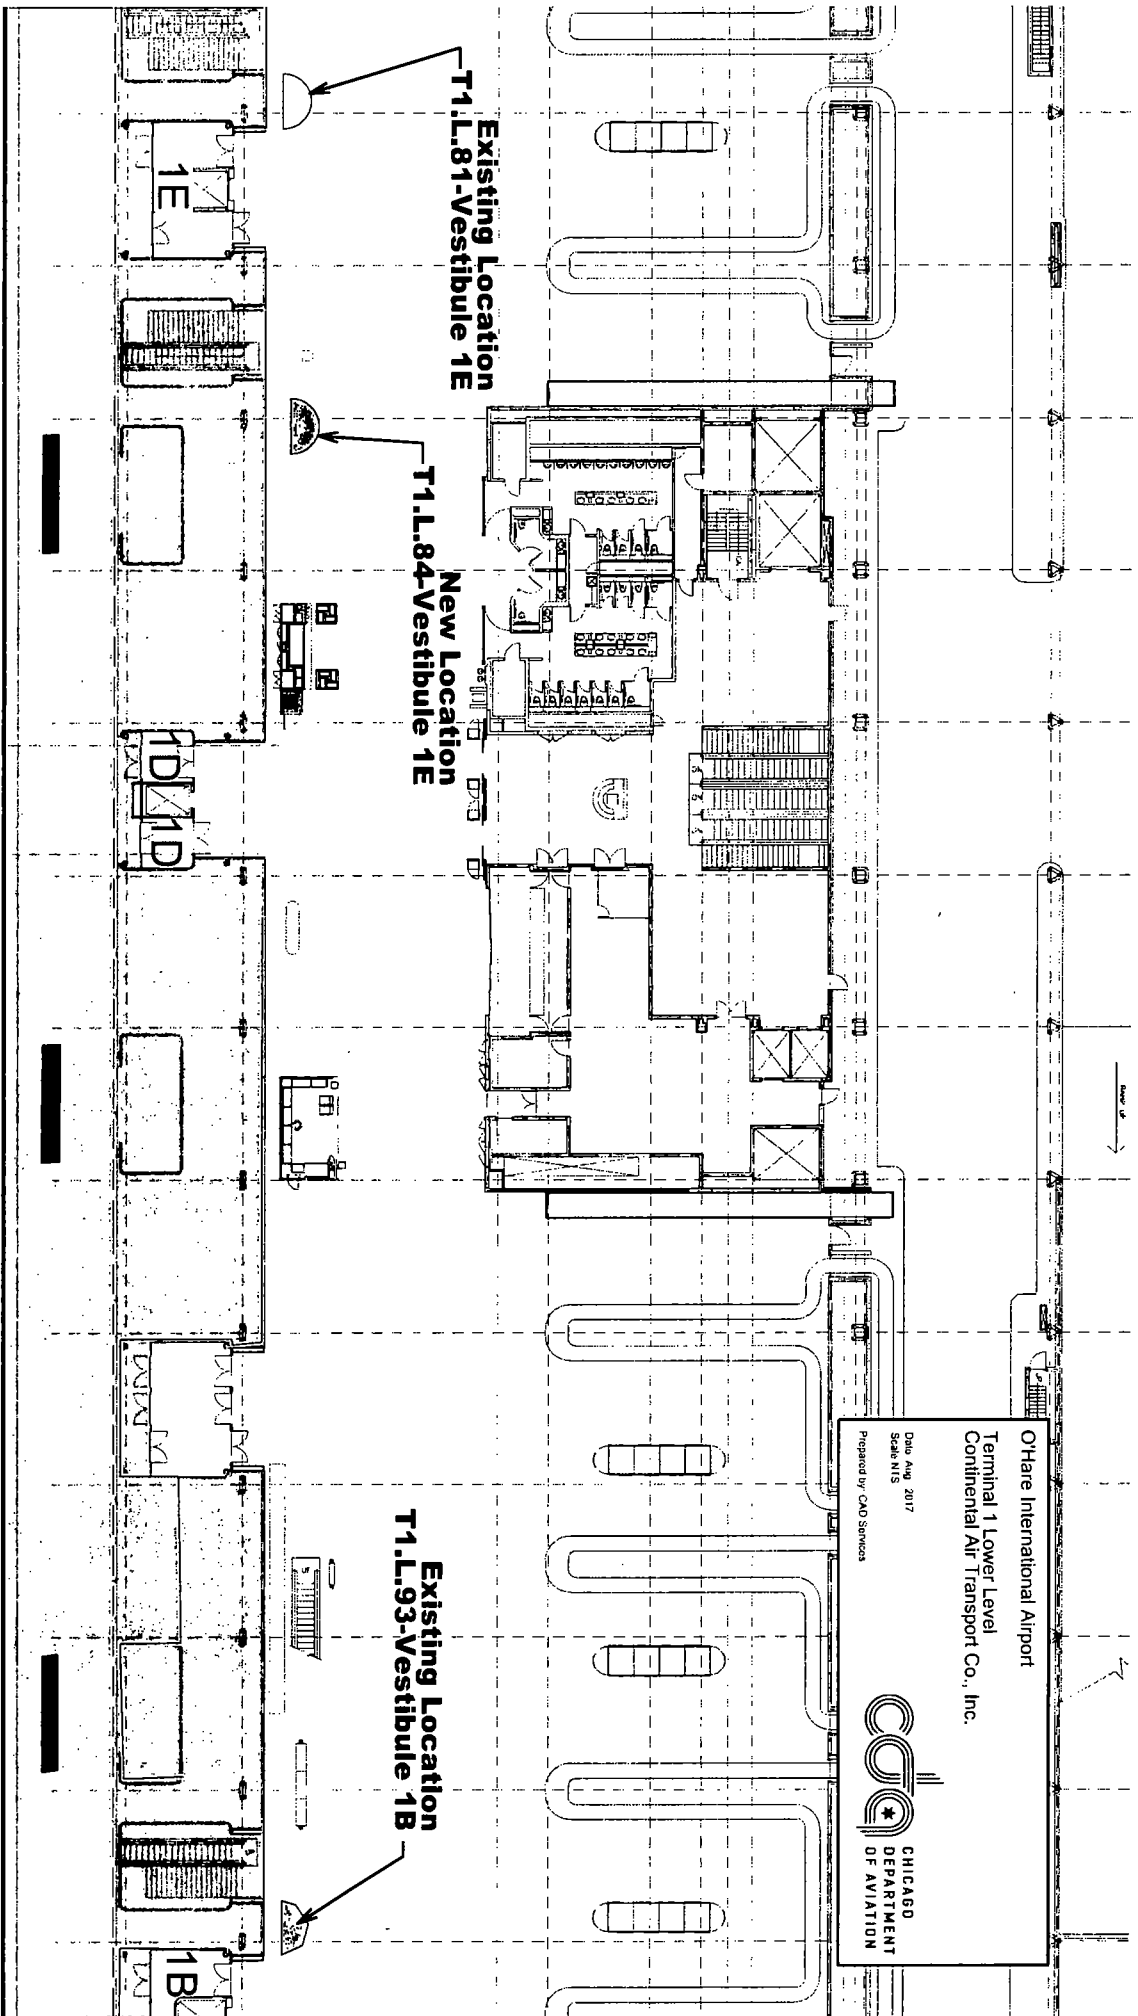 Existing Location
T1.L.81-Vestibule 1E
1E
New Location
T1.L.84-Vestibule 1E
1D
1D
Existing Location
T1.L.93-Vestibule 1B
1B
O'Hare International Airport
Terminal 1 Lower Level
Continental Air Transport Co., Inc.
Date Aug 2017
Scale NTS
Prepared by CAD Services
cda
CHICAGO
DEPARTMENT
OF AVIATION